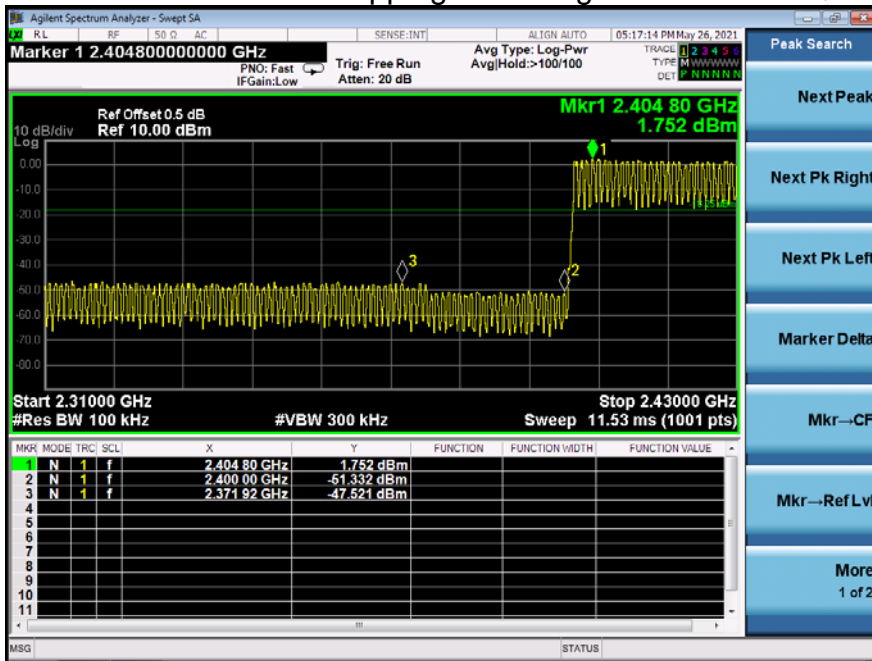 Agilent Spectrum Analyzer - Swept SA
RL RF 50 Ω AC SENSE:INT ALIGN AUTO 05:17:14 PM May 26, 2021
Marker 1 2.404800000000 GHz
PNO: Fast
IFGain:Low
Trig: Free Run
Atten: 20 dB
Avg Type: Log-Pwr
Avg|Hold:>100/100
TRACE 1 2 3 4 5 6
TYPE M WWWWW
DET P N N N N N
Peak Search
Next Peak
Next Pk Right
Next Pk Left
Marker Delta
Mkr→CF
Mkr→Ref Lvl
More
1 of 2
Mkr1 2.404 80 GHz
1.752 dBm
Ref Offset 0.5 dB
10 dB/div Ref 10.00 dBm
Log
0.00
-10.0
-20.0
-30.0
-40.0
-50.0
-60.0
-70.0
-80.0
1
2
3
Start 2.31000 GHz Stop 2.43000 GHz
#Res BW 100 kHz #VBW 300 kHz Sweep 11.53 ms (1001 pts)
MKR MODE TRC SCL X Y FUNCTION FUNCTION WIDTH FUNCTION VALUE
1 N 1 f 2.404 80 GHz 1.752 dBm
2 N 1 f 2.400 00 GHz -51.332 dBm
3 N 1 f 2.371 92 GHz -47.521 dBm
4
5
6
7
8
9
10
11
MSG STATUS